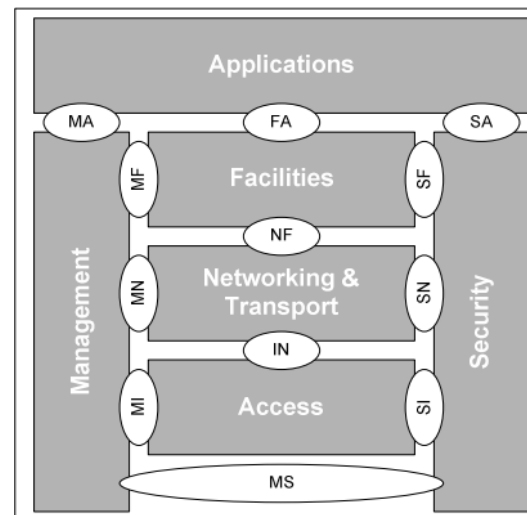 Applications
MA
FA
SA
MF
Facilities
SF
NF
Management
MN
Networking &
Transport
SN
Security
IN
MI
Access
SI
MS